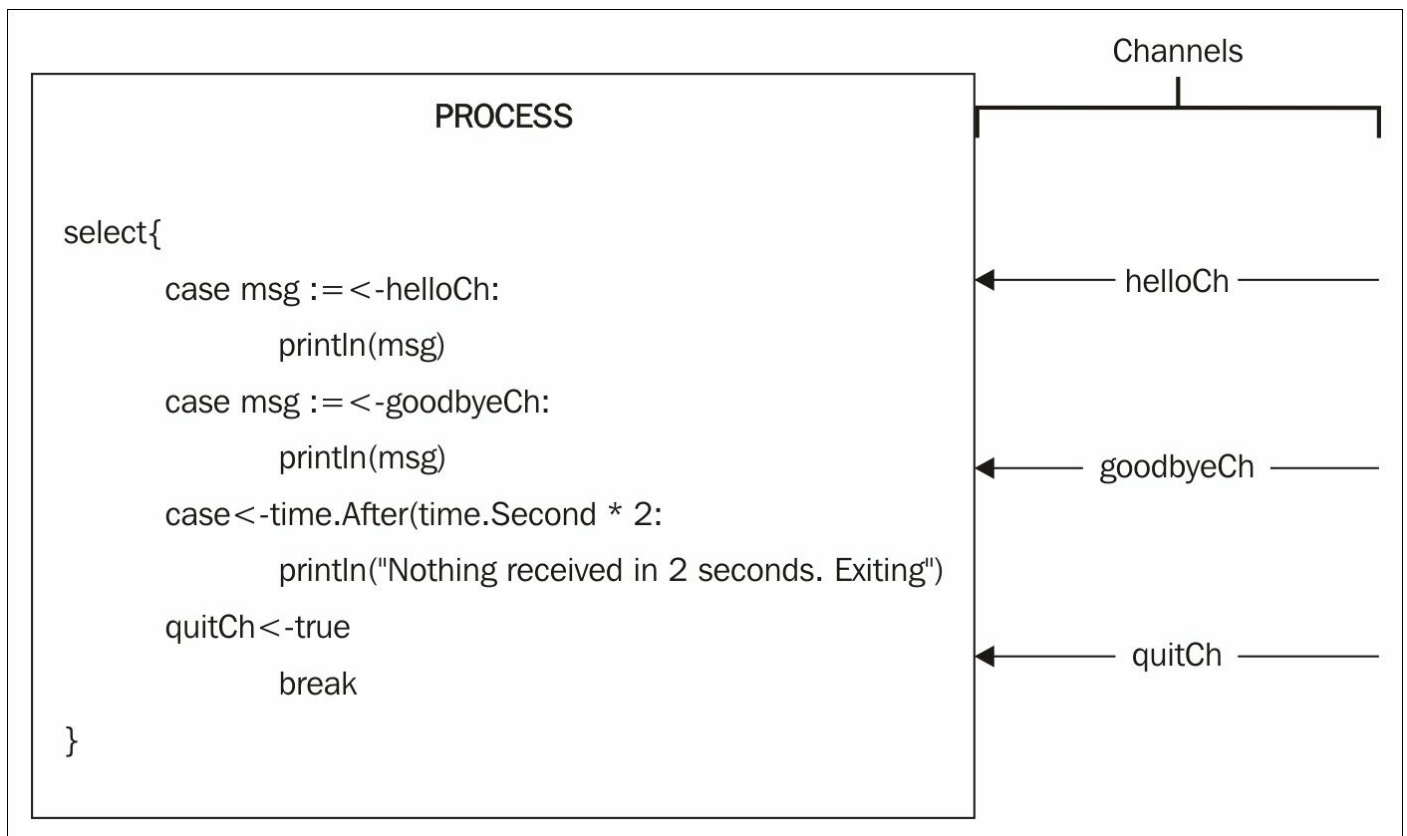 Channels
PROCESS
select{
case msg :=<-helloCh:
println(msg)
case msg :=<-goodbyeCh:
println(msg)
case<-time.After(time.Second * 2:
println("Nothing received in 2 seconds. Exiting")
quitCh<-true
break
}
helloCh
goodbyeCh
quitCh